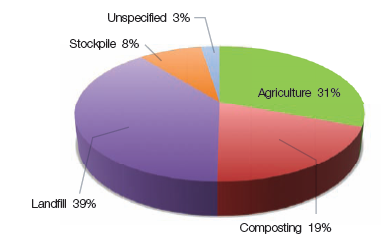 Unspecified 3%
Stockpile 8%
Agriculture 31%
Landfill 39%
Composting 19%